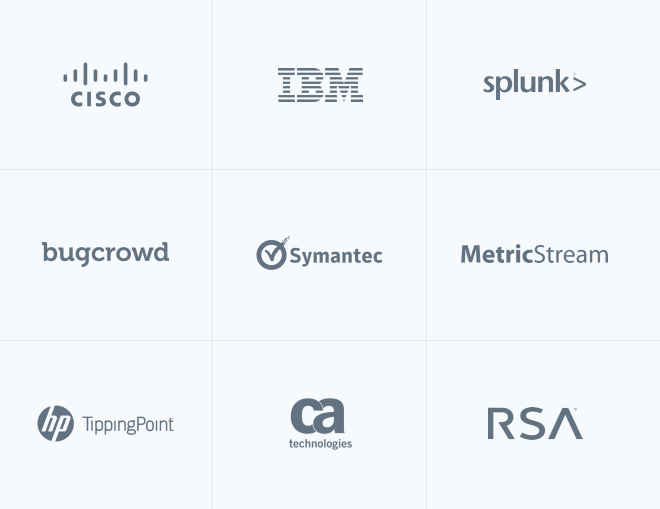 CISCO
IBM
splunk>
bugcrowd
Symantec
MetricStream
hp TippingPoint
ca
technologies
RSA